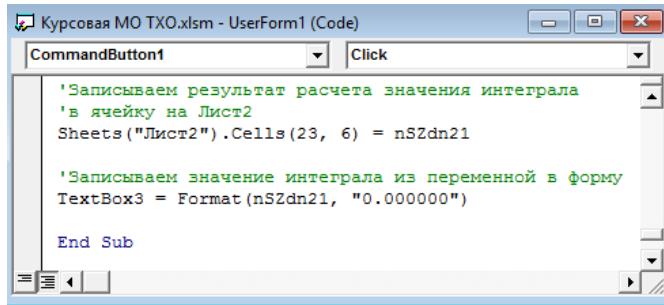 Курсовая МО ТХО.xlsm - UserForm1 (Code)
CommandButton1 Click
'Записываем результат расчета значения интеграла
'в ячейку на Лист2
Sheets("Лист2").Cells(23, 6) = nSZdn21
'Записываем значение интеграла из переменной в форму
TextBox3 = Format(nSZdn21, "0.000000")
End Sub